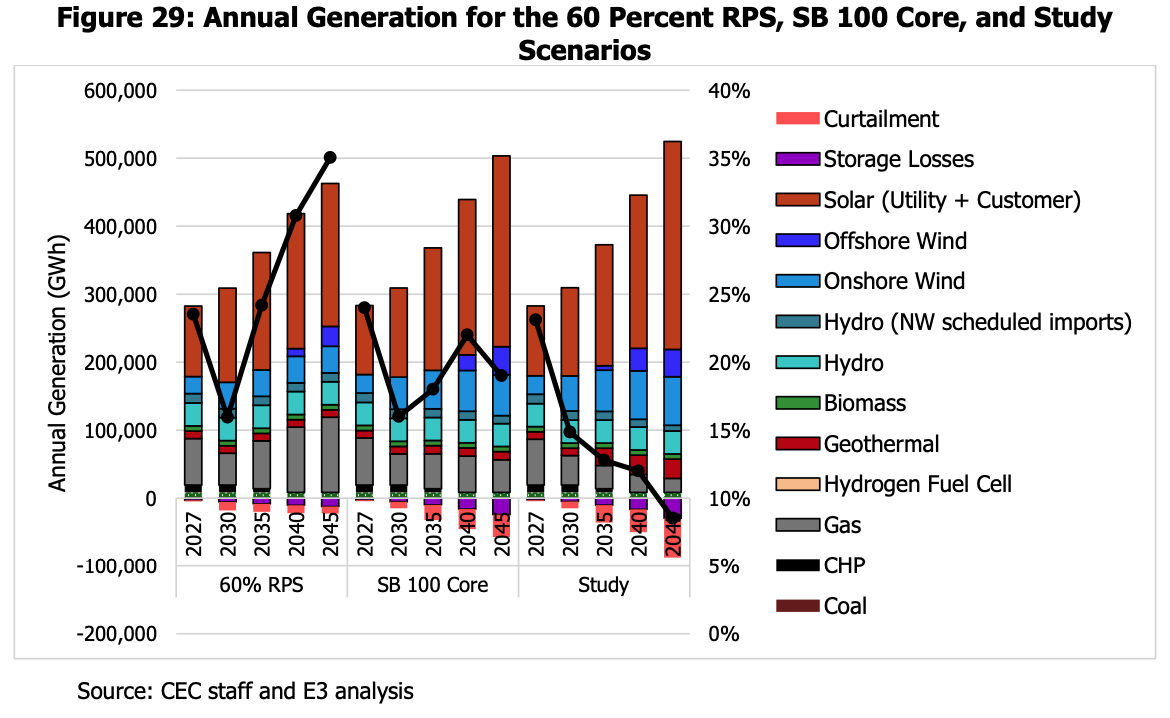 Figure 29: Annual Generation for the 60 Percent RPS, SB 100 Core, and Study
Scenarios
Annual Generation (GWh)
600,000
500,000
400,000
300,000
200,000
100,000
0
-100,000
-200,000
40%
35%
30%
25%
20%
15%
10%
5%
0%
2027
2030
2035
2040
2045
2027
2030
2035
2040
2045
2027
2030
2035
2040
2045
60% RPS
SB 100 Core
Study
Curtailment
Storage Losses
Solar (Utility + Customer)
Offshore Wind
Onshore Wind
Hydro (NW scheduled imports)
Hydro
Biomass
Geothermal
Hydrogen Fuel Cell
Gas
CHP
Coal
Source: CEC staff and E3 analysis